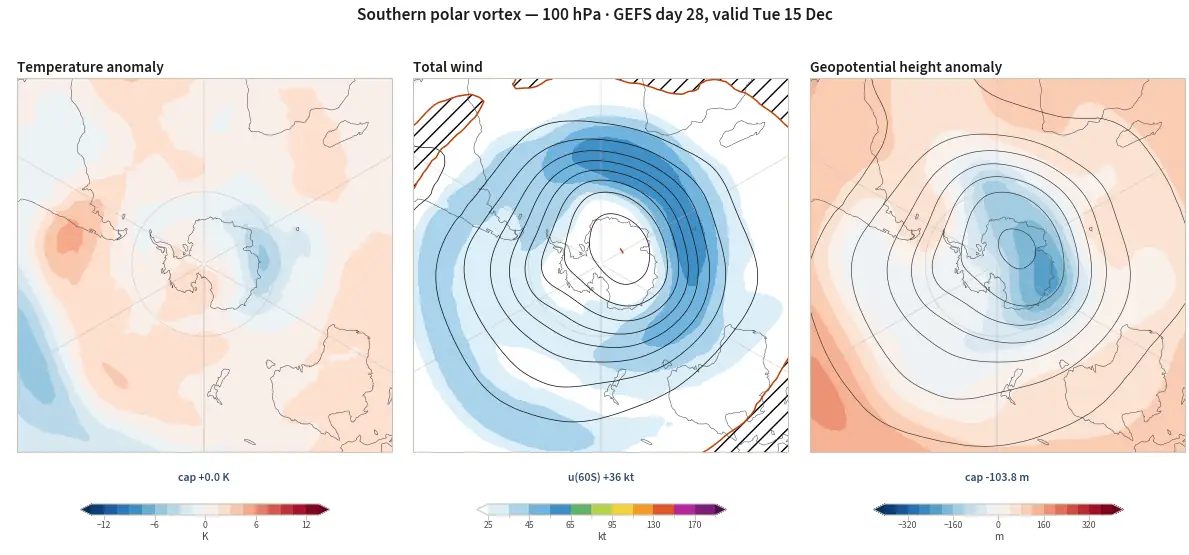 Southern polar vortex — 100 hPa · GEFS day 28, valid Tue 15 Dec
Temperature anomaly
Total wind
Geopotential height anomaly
cap +0.0 K
u(60S) +36 kt
cap -103.8 m
−12 −6 0 6 12
K
25 45 65 95 130 170
kt
−320 −160 0 160 320
m